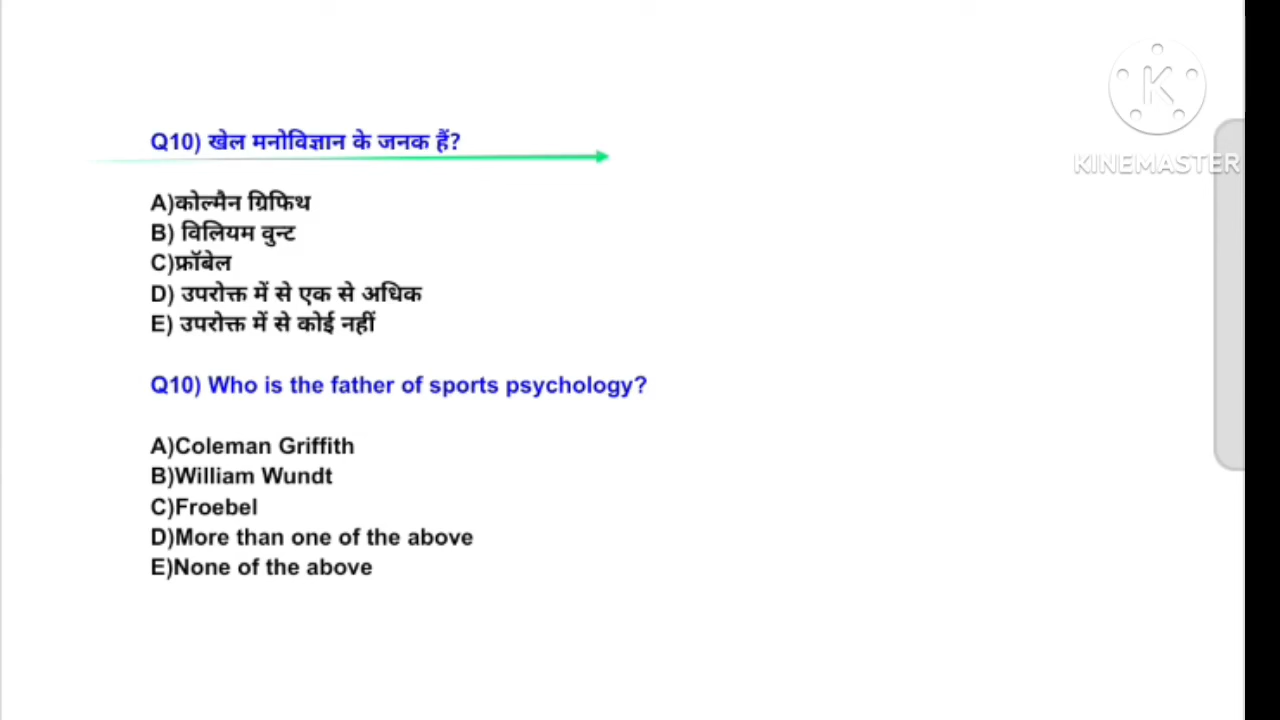 Q10) खेल मनोविज्ञान के जनक हैं?
A)कोल्मैन ग्रिफिथ
B) विलियम वुन्ट
C)फ्रॉबेल
D) उपरोक्त में से एक से अधिक
E) उपरोक्त में से कोई नहीं
Q10) Who is the father of sports psychology?
A)Coleman Griffith
B)William Wundt
C)Froebel
D)More than one of the above
E)None of the above
K
KINEMASTER